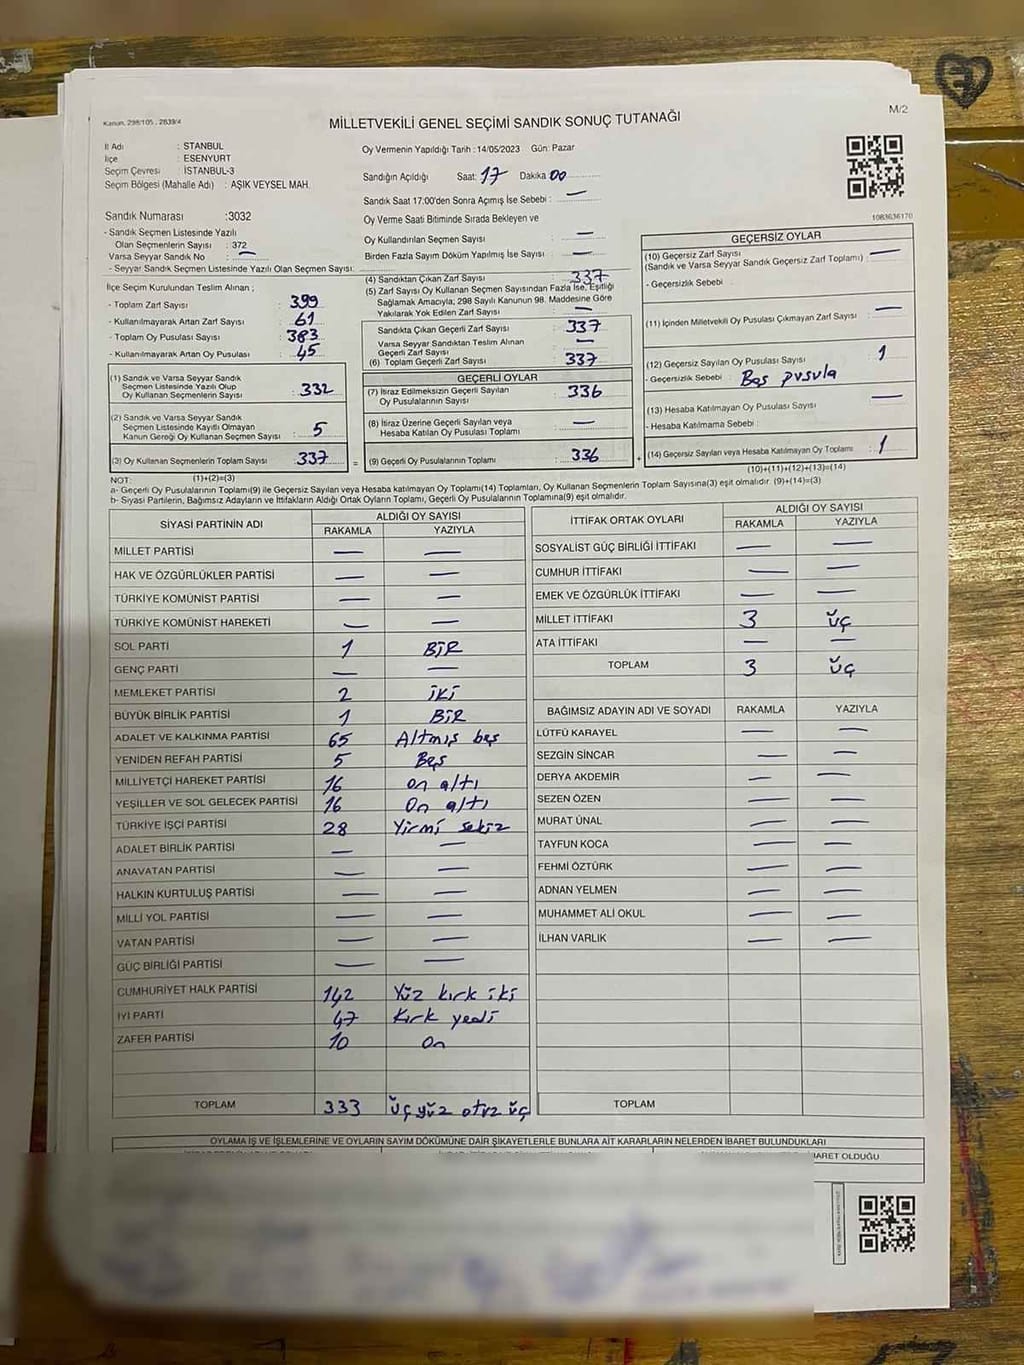 Kanun, 298/105, 2839/4
MİLLETVEKİLİ GENEL SEÇİMİ SANDIK SONUÇ TUTANAĞI
M/2
İl Adı : STANBUL
İlçe : ESENYURT
Seçim Çevresi : İSTANBUL-3
Seçim Bölgesi (Mahalle Adı) : AŞIK VEYSEL MAH.
Sandık Numarası :3032
- Sandık Seçmen Listesinde Yazılı
Olan Seçmenlerin Sayısı : 372
Varsa Seyyar Sandık No : —
- Seyyar Sandık Seçmen Listesinde Yazılı Olan Seçmen Sayısı:
İlçe Seçim Kurulundan Teslim Alınan ;
- Toplam Zarf Sayısı : 399
- Kullanılmayarak Artan Zarf Sayısı : 61
- Toplam Oy Pusulası Sayısı : 383
- Kullanılmayarak Artan Oy Pusulası : 45
(1) Sandık ve Varsa Seyyar Sandık
Seçmen Listesinde Yazılı Olup
Oy Kullanan Seçmenlerin Sayısı : 332
(2) Sandık ve Varsa Seyyar Sandık
Seçmen Listesinde Kayıtlı Olmayan
Kanun Gereği Oy Kullanan Seçmen Sayısı : 5
(3) Oy Kullanan Seçmenlerin Toplam Sayısı : 337
Oy Vermenin Yapıldığı Tarih : 14/05/2023 Gün: Pazar
Sandığın Açıldığı Saat: 17 Dakika 00
Sandık Saat 17:00'den Sonra Açımış İse Sebebi : —
Oy Verme Saati Bitiminde Sırada Bekleyen ve
Oy Kullandırılan Seçmen Sayısı : —
Birden Fazla Sayım Döküm Yapılmış İse Sayısı : —
(4) Sandıktan Çıkan Zarf Sayısı : 337
(5) Zarf Sayısı Oy Kullanan Seçmen Sayısından Fazla İse, Eşitliği
Sağlamak Amacıyla; 298 Sayılı Kanunun 98. Maddesine Göre
Yakılarak Yok Edilen Zarf Sayısı : —
Sandıkta Çıkan Geçerli Zarf Sayısı : 337
Varsa Seyyar Sandıktan Teslim Alınan
Geçerli Zarf Sayısı : —
(6) Toplam Geçerli Zarf Sayısı : 337
GEÇERLİ OYLAR
(7) İtiraz Edilmeksizin Geçerli Sayılan
Oy Pusulalarının Sayısı : 336
(8) İtiraz Üzerine Geçerli Sayılan veya
Hesaba Katılan Oy Pusulası Toplamı : —
= (9) Geçerli Oy Pusulalarının Toplamı : 336 +
1083636170
GEÇERSİZ OYLAR
(10) Geçersiz Zarf Sayısı : —
(Sandık ve Varsa Seyyar Sandık Geçersiz Zarf Toplamı)
- Geçersizlik Sebebi :
(11) İçinden Milletvekili Oy Pusulası Çıkmayan Zarf Sayısı : —
(12) Geçersiz Sayılan Oy Pusulası Sayısı : 1
- Geçersizlik Sebebi : Boş pusula
(13) Hesaba Katılmayan Oy Pusulası Sayısı : —
- Hesaba Katılmama Sebebi :
(14) Geçersiz Sayılan veya Hesaba Katılmayan Oy Toplamı : 1
NOT: (1)+(2)=(3)
(10)+(11)+(12)+(13)=(14)
a- Geçerli Oy Pusulalarının Toplamı(9) ile Geçersiz Sayılan veya Hesaba katılmayan Oy Toplamı(14) Toplamları, Oy Kullanan Seçmenlerin Toplam Sayısına(3) eşit olmalıdır. (9)+(14)=(3)
b- Siyasi Partilerin, Bağımsız Adayların ve İttifakların Aldığı Ortak Oyların Toplamı, Geçerli Oy Pusulalarının Toplamına(9) eşit olmalıdır.
SİYASİ PARTİNİN ADI ALDIĞI OY SAYISI
RAKAMLA YAZIYLA
MİLLET PARTİSİ — —
HAK VE ÖZGÜRLÜKLER PARTİSİ — —
TÜRKİYE KOMÜNİST PARTİSİ — —
TÜRKİYE KOMÜNİST HAREKETİ — —
SOL PARTİ 1 BİR
GENÇ PARTİ — —
MEMLEKET PARTİSİ 2 iki
BÜYÜK BİRLİK PARTİSİ 1 BİR
ADALET VE KALKINMA PARTİSİ 65 Altmış beş
YENİDEN REFAH PARTİSİ 5 Beş
MİLLİYETÇİ HAREKET PARTİSİ 16 on altı
YEŞİLLER VE SOL GELECEK PARTİSİ 16 On altı
TÜRKİYE İŞÇİ PARTİSİ 28 Yirmi sekiz
ADALET BİRLİK PARTİSİ — —
ANAVATAN PARTİSİ — —
HALKIN KURTULUŞ PARTİSİ — —
MİLLİ YOL PARTİSİ — —
VATAN PARTİSİ — —
GÜÇ BİRLİĞİ PARTİSİ — —
CUMHURİYET HALK PARTİSİ 142 Yüz kırk iki
İYİ PARTİ 47 Kırk yedi
ZAFER PARTİSİ 10 On
TOPLAM 333 üç yüz otuz üç
İTTİFAK ORTAK OYLARI ALDIĞI OY SAYISI
RAKAMLA YAZIYLA
SOSYALİST GÜÇ BİRLİĞİ İTTİFAKI — —
CUMHUR İTTİFAKI — —
EMEK VE ÖZGÜRLÜK İTTİFAKI — —
MİLLET İTTİFAKI 3 üç
ATA İTTİFAKI — —
TOPLAM 3 üç
BAĞIMSIZ ADAYIN ADI VE SOYADI RAKAMLA YAZIYLA
LÜTFÜ KARAYEL — —
SEZGİN SİNCAR — —
DERYA AKDEMİR — —
SEZEN ÖZEN — —
MURAT ÜNAL — —
TAYFUN KOCA — —
FEHMİ ÖZTÜRK — —
ADNAN YELMEN — —
MUHAMMET ALİ OKUL — —
İLHAN VARLIK — —
TOPLAM
OYLAMA İŞ VE İŞLEMLERİNE VE OYLARIN SAYIM DÖKÜMÜNE DAİR ŞİKAYETLERLE BUNLARA AİT KARARLARIN NELERDEN İBARET BULUNDUKLARI
OLDUĞU